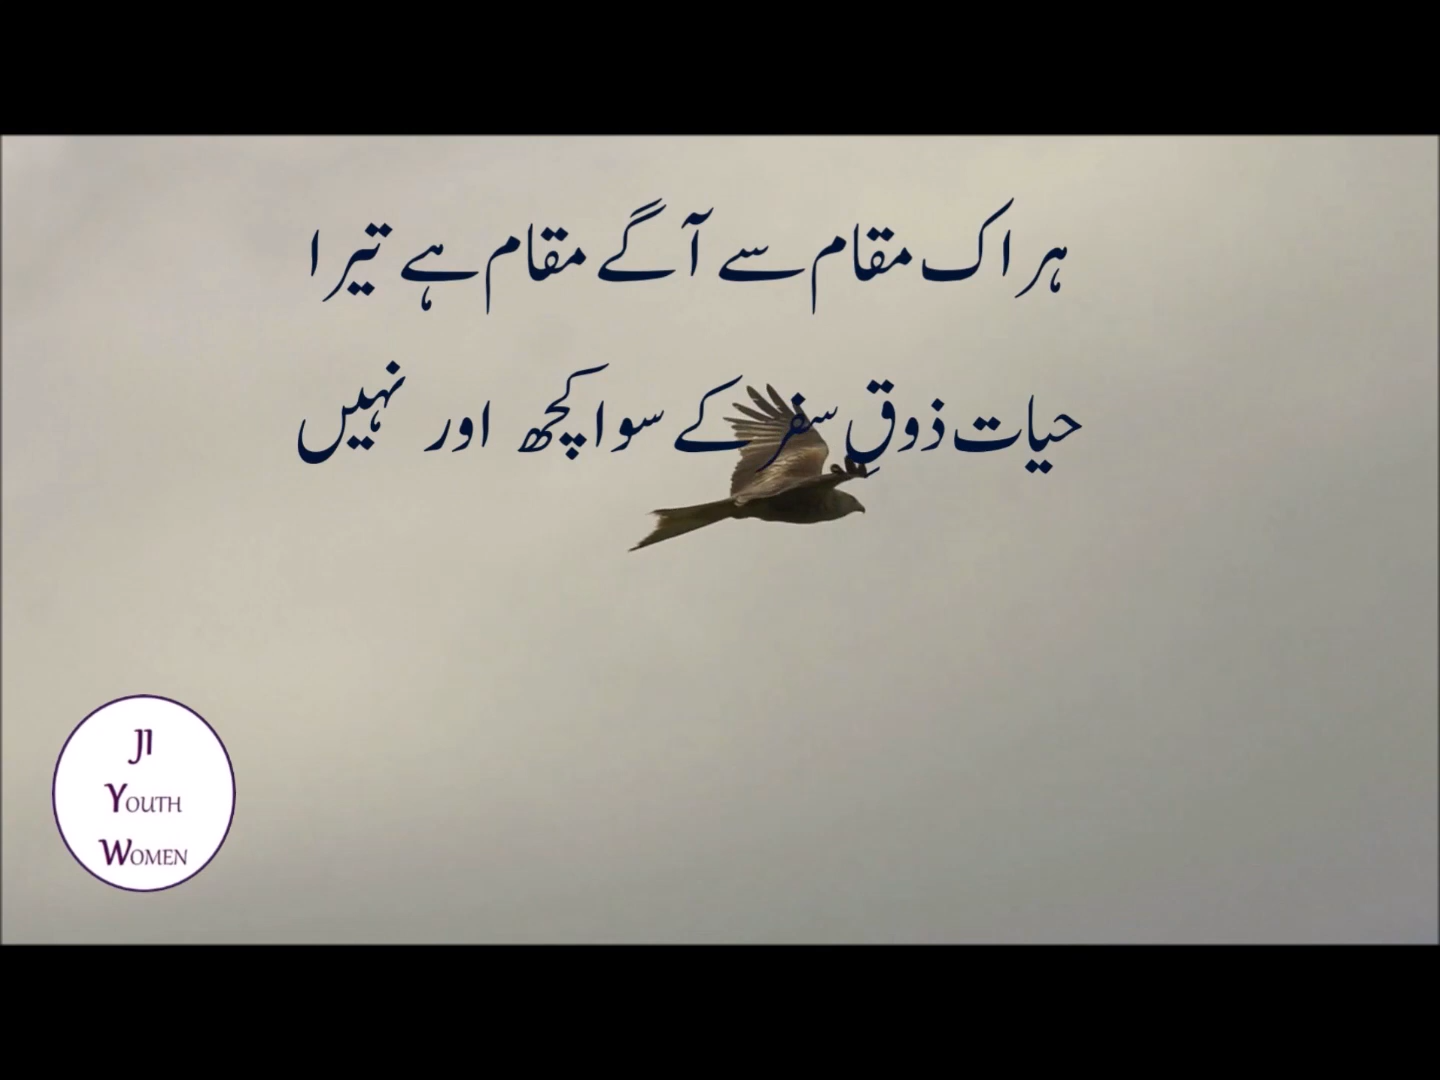 ہر اک مقام سے آگے مقام ہے تیرا
حیات ذوقِ سفر کے سوا کچھ اور نہیں
JI
YOUTH
WOMEN